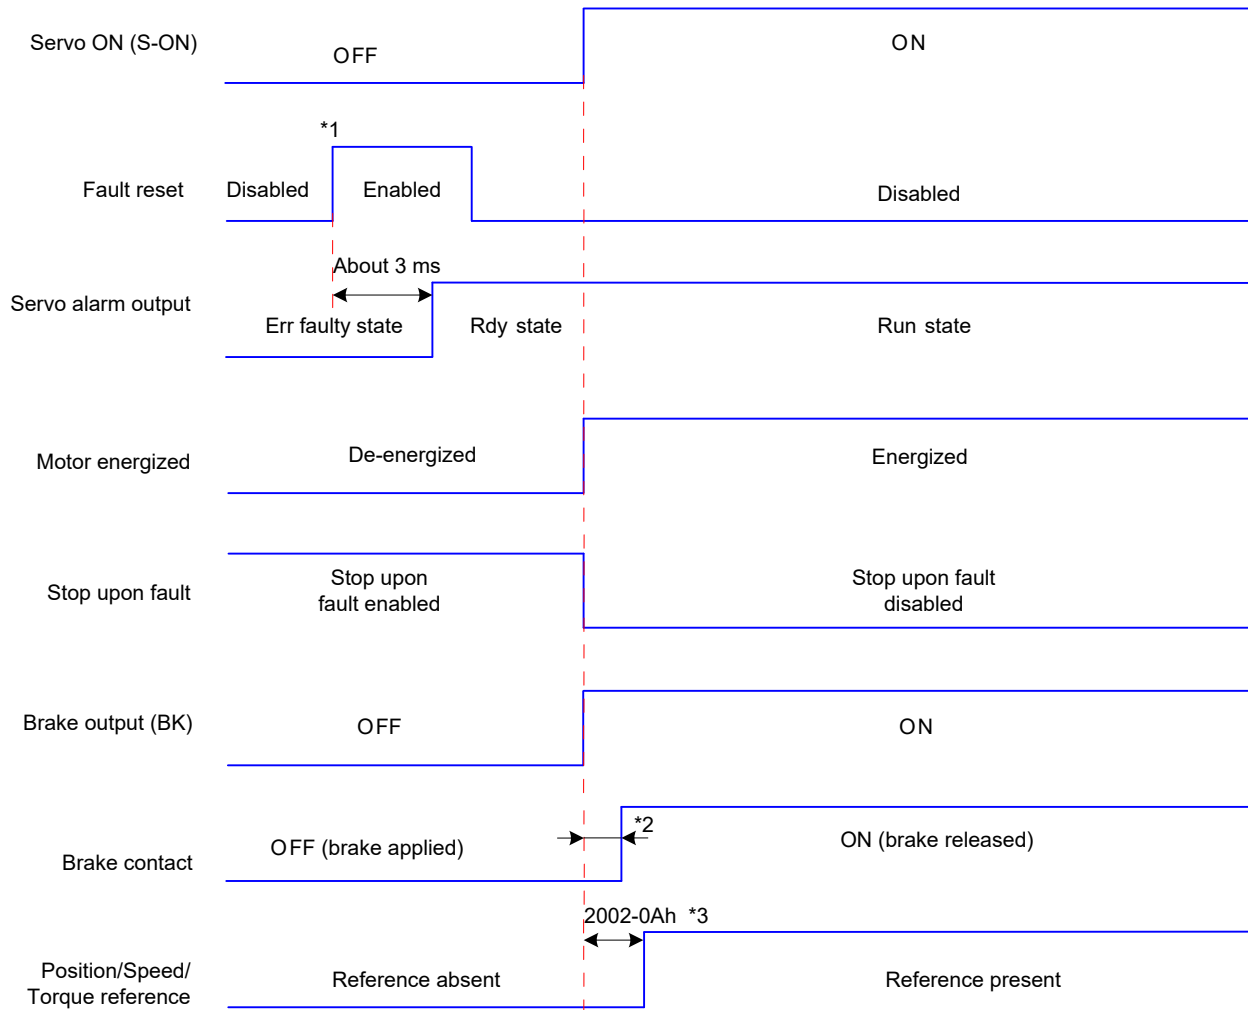 Servo ON (S-ON)
OFF
ON
*1
Fault reset
Disabled
Enabled
Disabled
About 3 ms
Servo alarm output
Err faulty state
Rdy state
Run state
Motor energized
De-energized
Energized
Stop upon fault
Stop upon
fault enabled
Stop upon fault
disabled
Brake output (BK)
OFF
ON
*2
Brake contact
OFF (brake applied)
ON (brake released)
2002-0Ah *3
Position/Speed/
Torque reference
Reference absent
Reference present